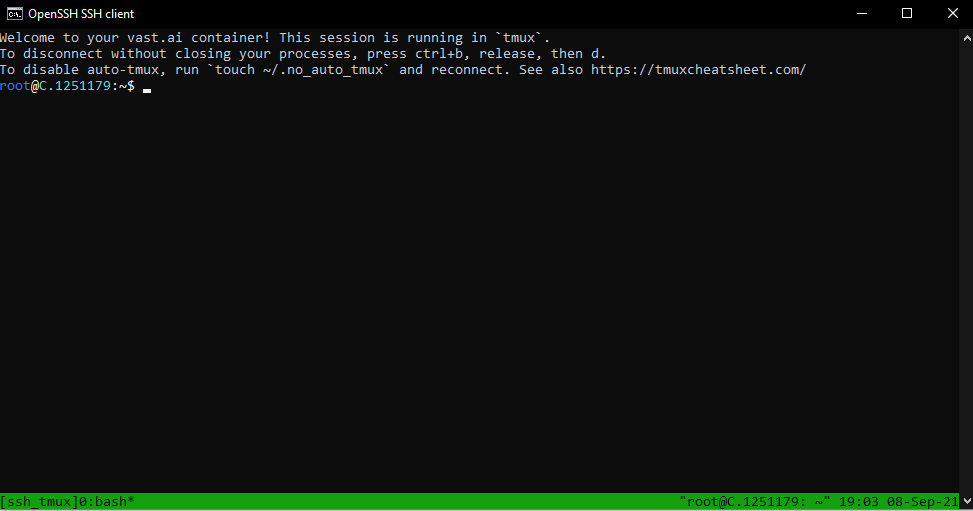 OpenSSH SSH client
Welcome to your vast.ai container! This session is running in `tmux`.
To disconnect without closing your processes, press ctrl+b, release, then d.
To disable auto-tmux, run `touch ~/.no_auto_tmux` and reconnect. See also https://tmuxcheatsheet.com/
root@C.1251179:~$
[ssh_tmux]0:bash* "root@C.1251179: ~" 19:03 08-Sep-21